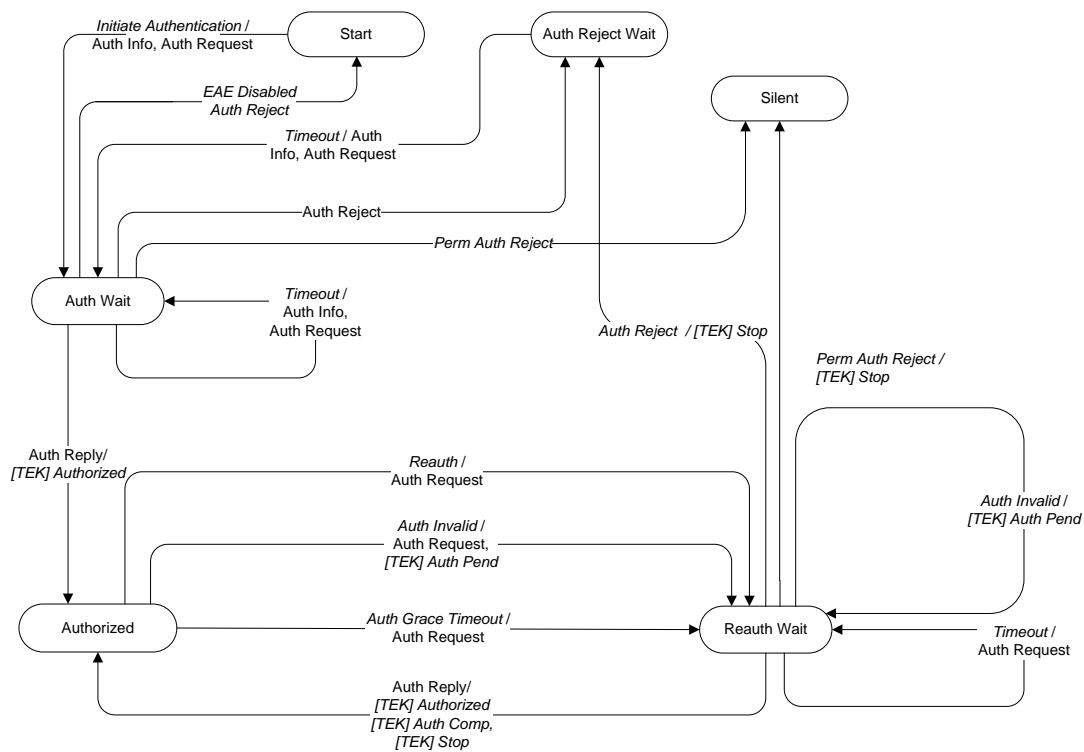 Initiate Authentication /
Auth Info, Auth Request
Start
Auth Reject Wait
EAE Disabled
Auth Reject
Silent
Timeout / Auth
Info, Auth Request
Auth Reject
Perm Auth Reject
Auth Wait
Timeout /
Auth Info,
Auth Request
Auth Reject / [TEK] Stop
Perm Auth Reject /
[TEK] Stop
Auth Reply/
[TEK] Authorized
Reauth /
Auth Request
Auth Invalid /
[TEK] Auth Pend
Auth Invalid /
Auth Request,
[TEK] Auth Pend
Authorized
Auth Grace Timeout /
Auth Request
Reauth Wait
Timeout /
Auth Request
Auth Reply/
[TEK] Authorized
[TEK] Auth Comp,
[TEK] Stop